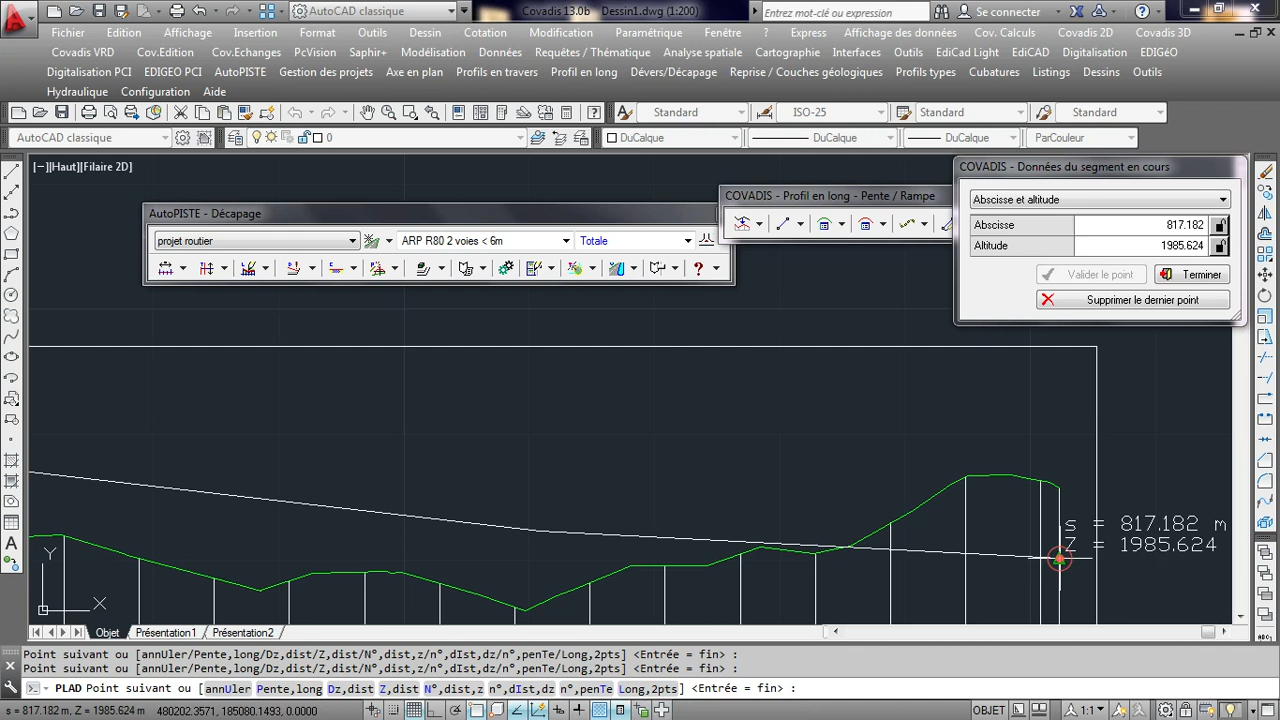 AutoCAD classique
Covadis 13.0b
Dessin1.dwg (1:200)
Entrez mot-clé ou expression
Se connecter
Fichier Edition Affichage Insertion Format Outils Dessin Cotation Modification Paramétrique Fenêtre ? Express Affichage des données Cov. Calculs Covadis 2D Covadis 3D
Covadis VRD Cov.Edition Cov.Echanges PcVision Saphir+ Modélisation Données Requêtes / Thématique Analyse spatiale Cartographie Interfaces Outils EdiCad Light EdiCAD Digitalisation EDIGéO
Digitalisation PCI EDIGEO PCI AutoPISTE Gestion des projets Axe en plan Profils en travers Profil en long Dévers/Décapage Reprise / Couches géologiques Profils types Cubatures Listings Dessins Outils
Hydraulique Configuration Aide
Standard ISO-25 Standard Standard
AutoCAD classique 0 DuCalque DuCalque DuCalque ParCouleur
[−][Haut][Filaire 2D]
COVADIS - Données du segment en cours
Abscisse et altitude
Abscisse 817.182
Altitude 1985.624
Valider le point Terminer
Supprimer le dernier point
COVADIS - Profil en long - Pente / Rampe
AutoPISTE - Décapage
projet routier ARP R80 2 voies < 6m Totale
s = 817.182 m
Z = 1985.624
Y
X
Objet Présentation1 Présentation2
Point suivant ou [annUler/Pente,long/Dz,dist/Z,dist/N°,dist,z/n°,dIst,dz/n°,penTe/Long,2pts] <Entrée = fin> :
Point suivant ou [annUler/Pente,long/Dz,dist/Z,dist/N°,dist,z/n°,dIst,dz/n°,penTe/Long,2pts] <Entrée = fin> :
PLAD Point suivant ou [annUler Pente,long Dz,dist Z,dist N°,dist,z n°,dIst,dz n°,penTe Long,2pts] <Entrée = fin> :
s = 817.182 m, Z = 1985.624 m 480202.3571, 185080.1493, 0.0000
OBJET
1:1